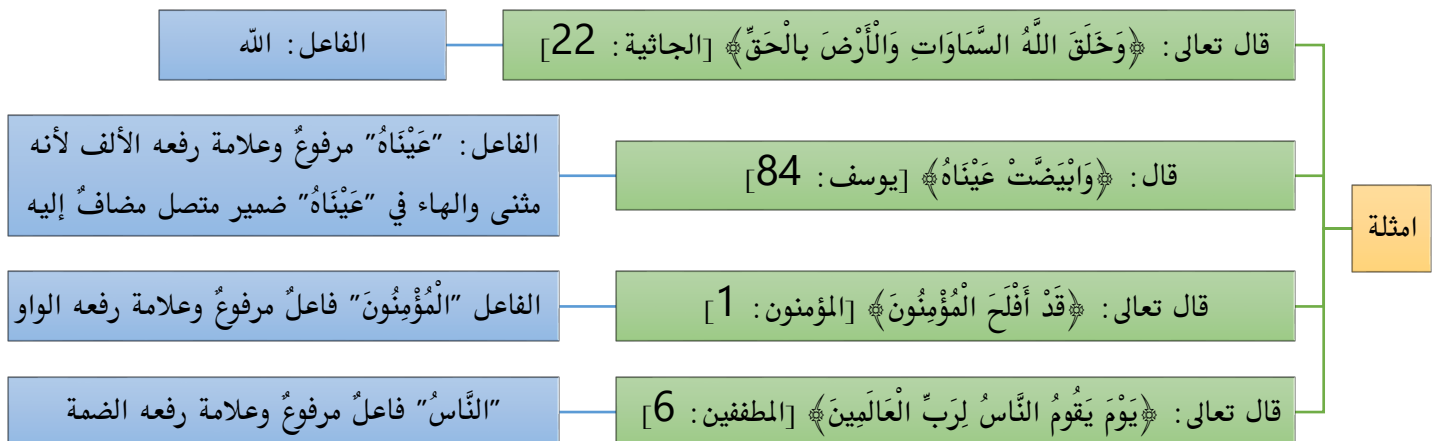 امثلة
قال تعالى: ﴿وَخَلَقَ اللَّهُ السَّمَاوَاتِ وَالْأَرْضَ بِالْحَقِّ﴾ [الجاثية: 22]
الفاعل: اللّه
قال: ﴿وَابْيَضَّتْ عَيْنَاهُ﴾ [يوسف: 84]
الفاعل: "عَيْنَاهُ" مرفوعٌ وعلامة رفعه الألف لأنه
مثنى والهاء في "عَيْنَاهُ" ضمير متصل مضافٌ إليه
قال تعالى: ﴿قَدْ أَفْلَحَ الْمُؤْمِنُونَ﴾ [المؤمنون: 1]
الفاعل "الْمُؤْمِنُونَ" فاعلٌ مرفوعٌ وعلامة رفعه الواو
قال تعالى: ﴿يَوْمَ يَقُومُ النَّاسُ لِرَبِّ الْعَالَمِينَ﴾ [المطففين: 6]
"النَّاسُ" فاعلٌ مرفوعٌ وعلامة رفعه الضمة